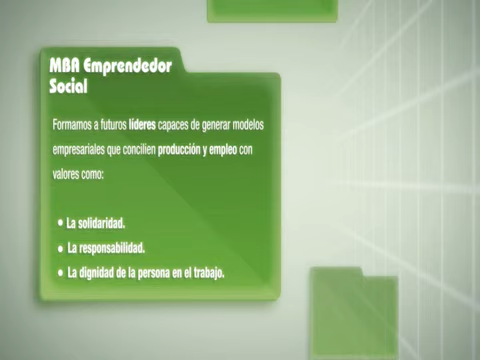 MBA Emprendedor
Social
Formamos a futuros líderes capaces de generar modelos
empresariales que concilien producción y empleo con
valores como:
• La solidaridad.
• La responsabilidad.
• La dignidad de la persona en el trabajo.